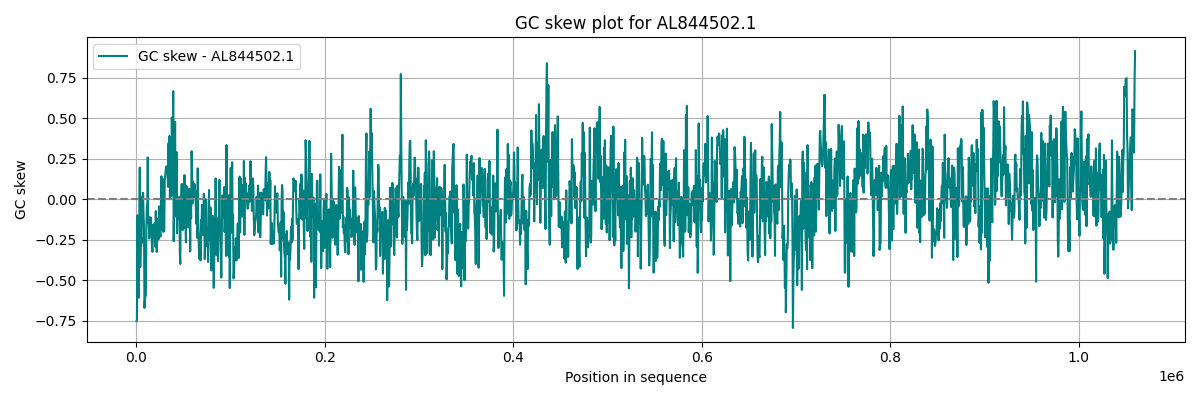 GC skew plot for AL844502.1
GC skew - AL844502.1
GC skew
0.75
0.50
0.25
0.00
−0.25
−0.50
−0.75
0.0 0.2 0.4 0.6 0.8 1.0
1e6
Position in sequence